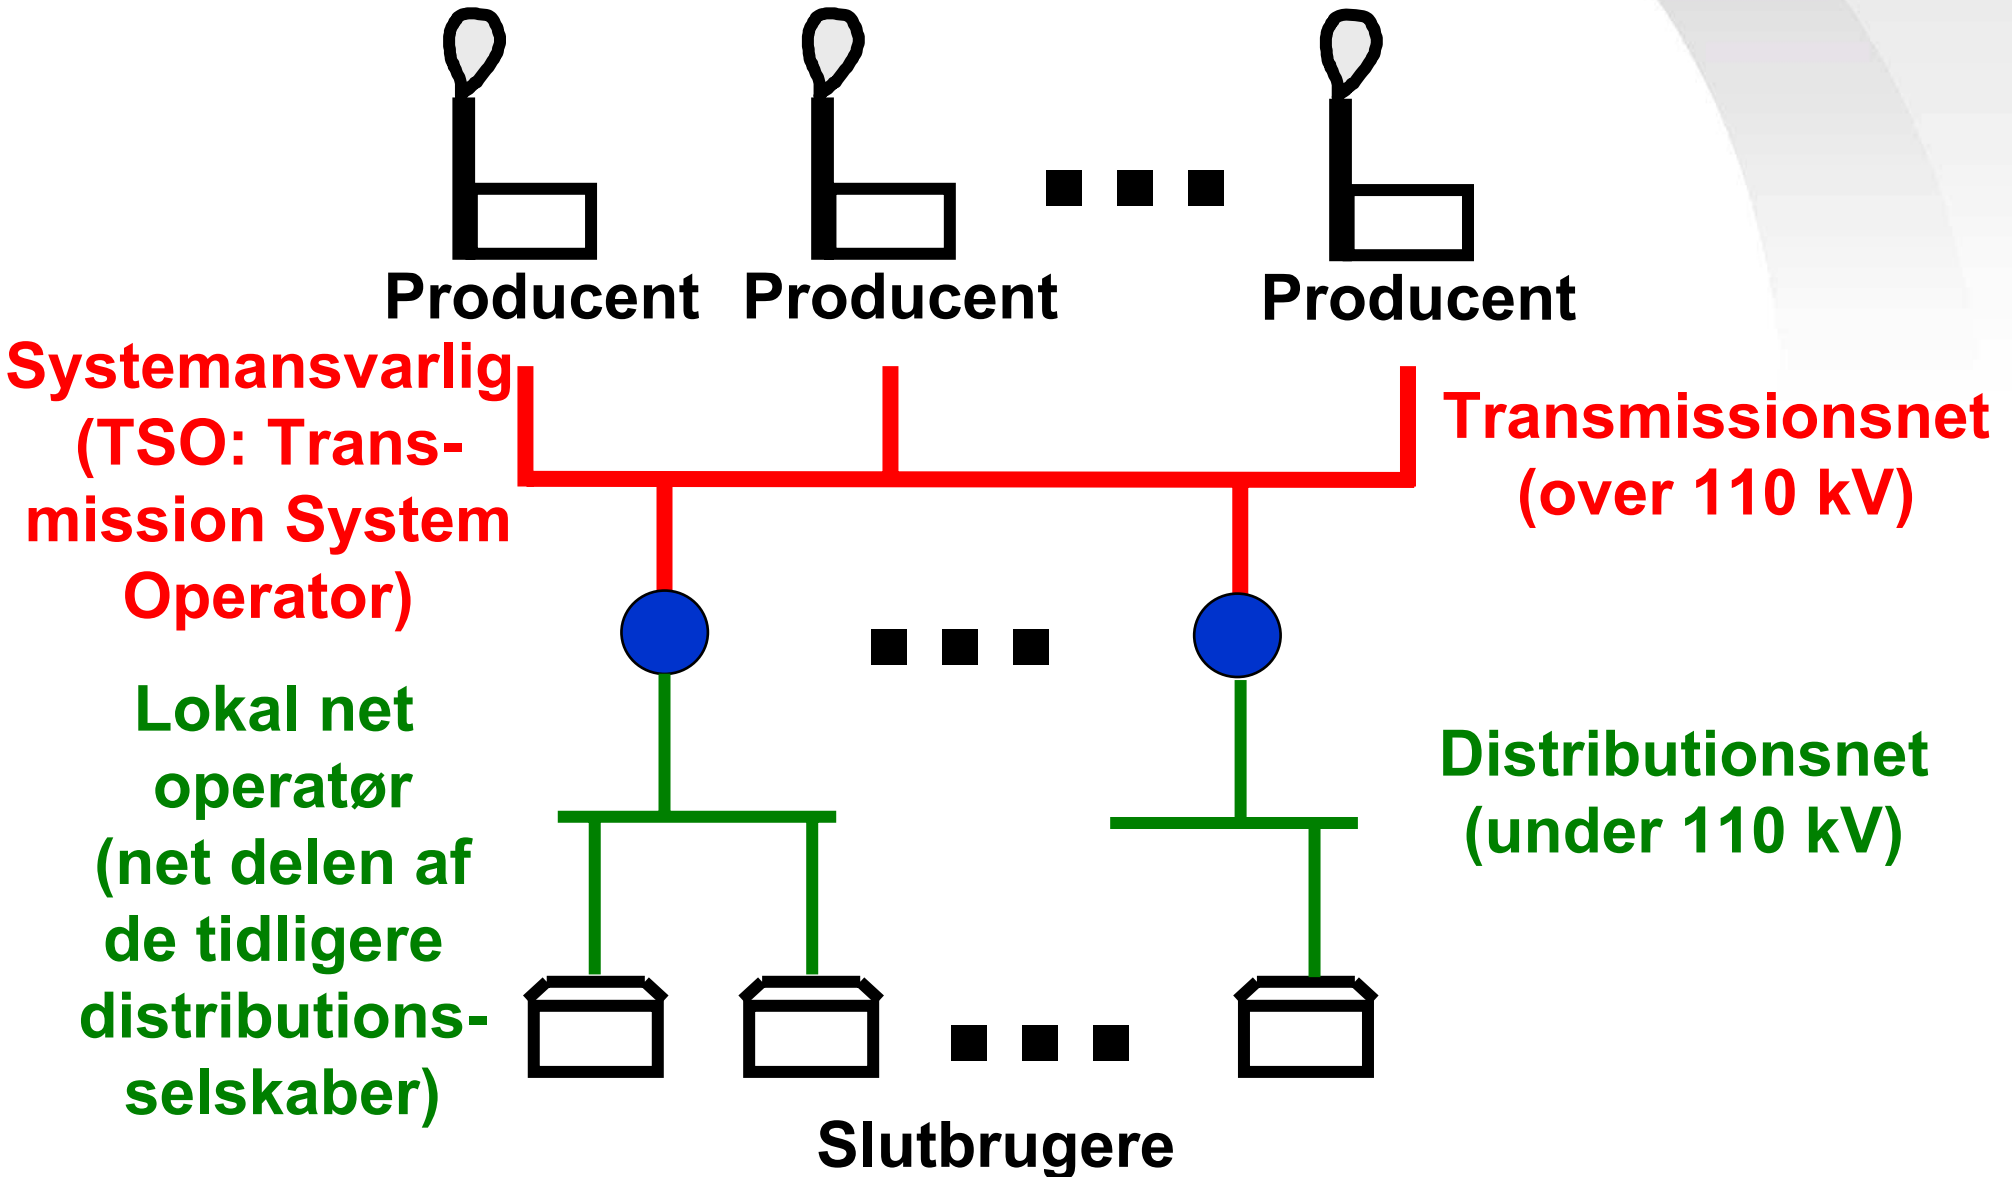 Producent
Producent
Producent
Systemansvarlig
(TSO: Trans-
mission System
Operator)
Transmissionsnet
(over 110 kV)
Lokal net
operatør
(net delen af
de tidligere
distributions-
selskaber)
Distributionsnet
(under 110 kV)
Slutbrugere